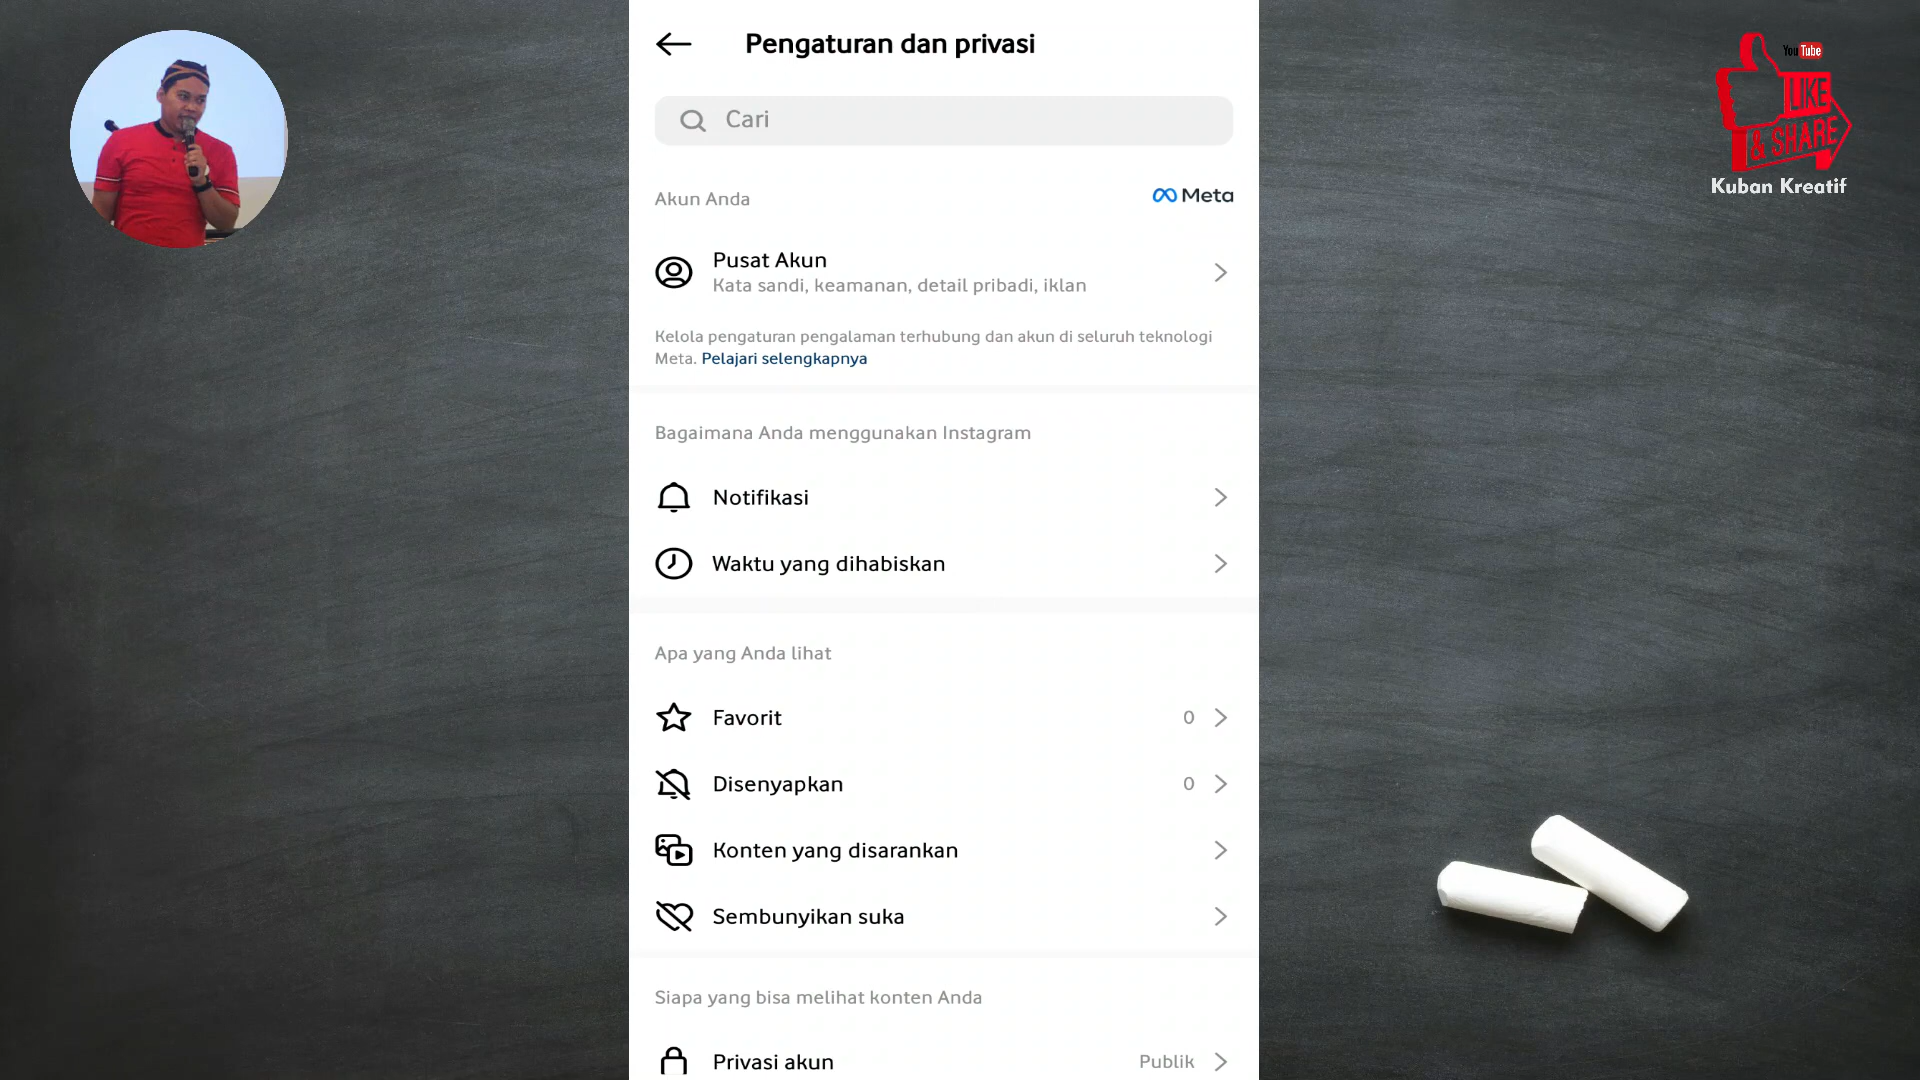 Pengaturan dan privasi
Cari
Akun Anda
Meta
Pusat Akun
Kata sandi, keamanan, detail pribadi, iklan
Kelola pengaturan pengalaman terhubung dan akun di seluruh teknologi
Meta. Pelajari selengkapnya
Bagaimana Anda menggunakan Instagram
Notifikasi
Waktu yang dihabiskan
Apa yang Anda lihat
Favorit 0
Disenyapkan 0
Konten yang disarankan
Sembunyikan suka
Siapa yang bisa melihat konten Anda
Privasi akun Publik
YouTube
LIKE
& SHARE
Kuban Kreatif